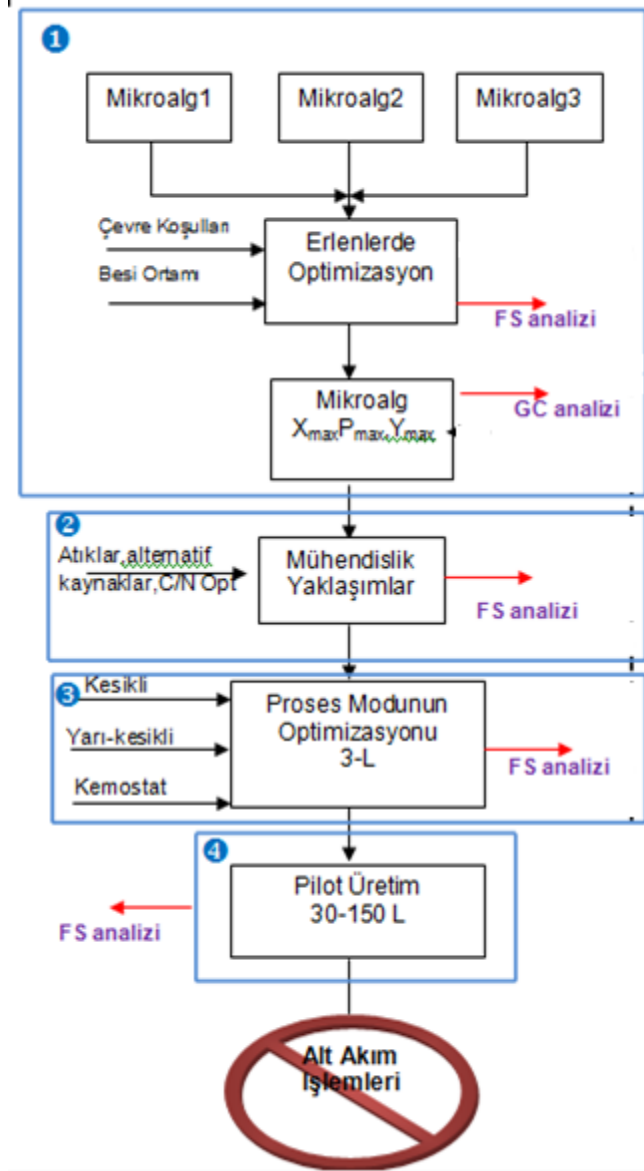 1
Mikroalg1
Mikroalg2
Mikroalg3
Çevre Koşulları
Besi Ortamı
Erlenlerde
Optimizasyon
FS analizi
Mikroalg
XmaxPmax,Ymax
GC analizi
2
Atıklar,alternatif
kaynaklar,C/N Opt
Mühendislik
Yaklaşımlar
FS analizi
3
Kesikli
Yarı-kesikli
Kemostat
Proses Modunun
Optimizasyonu
3-L
FS analizi
4
Pilot Üretim
30-150 L
FS analizi
Alt Akım
İşlemleri